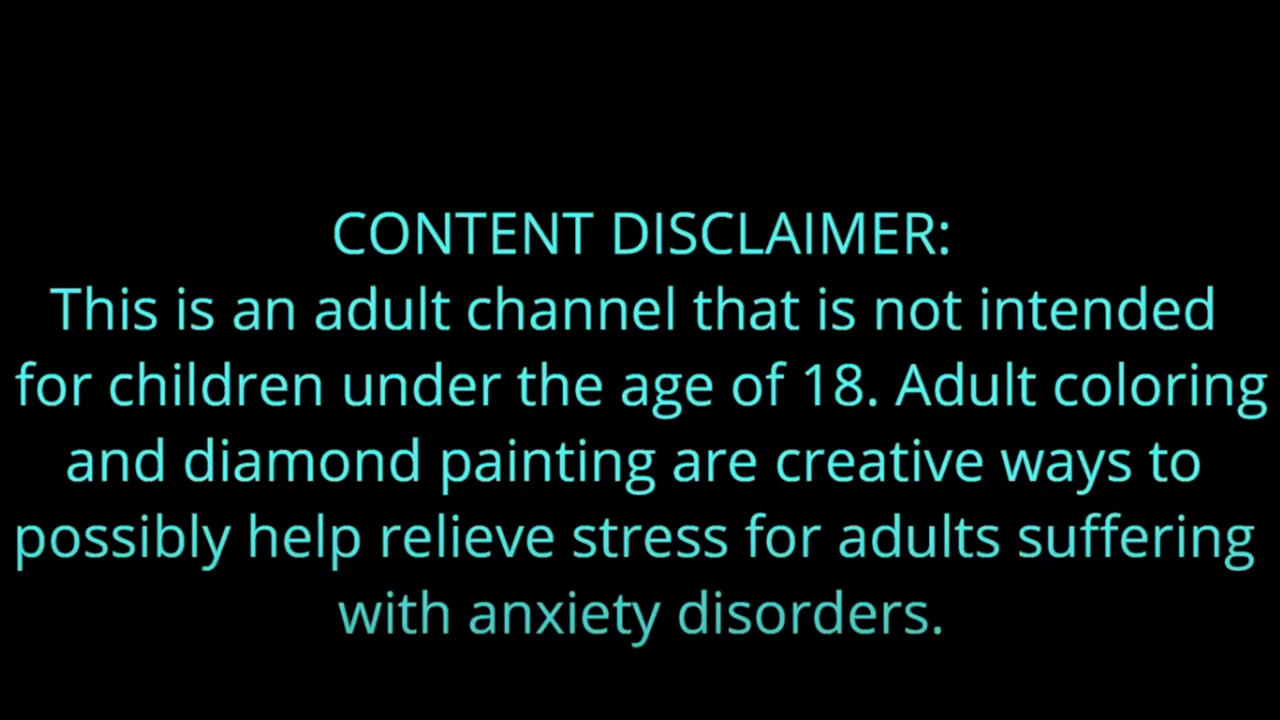 CONTENT DISCLAIMER:
This is an adult channel that is not intended
for children under the age of 18. Adult coloring
and diamond painting are creative ways to
possibly help relieve stress for adults suffering
with anxiety disorders.